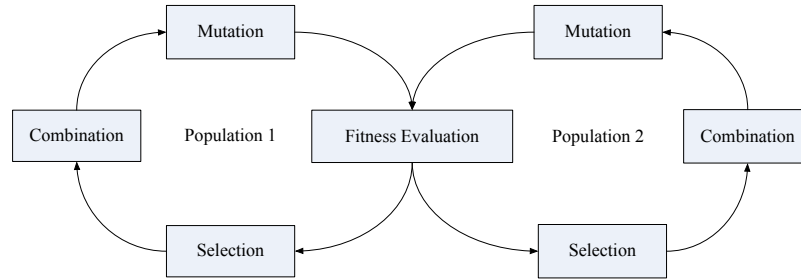 Mutation
Mutation
Combination
Population 1
Fitness Evaluation
Population 2
Combination
Selection
Selection